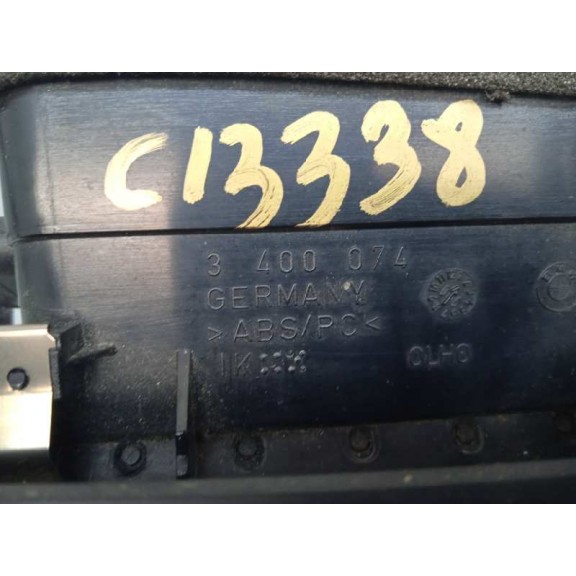 C13338
3 400 074
GERMANY
>ABS/PC<
OLHO